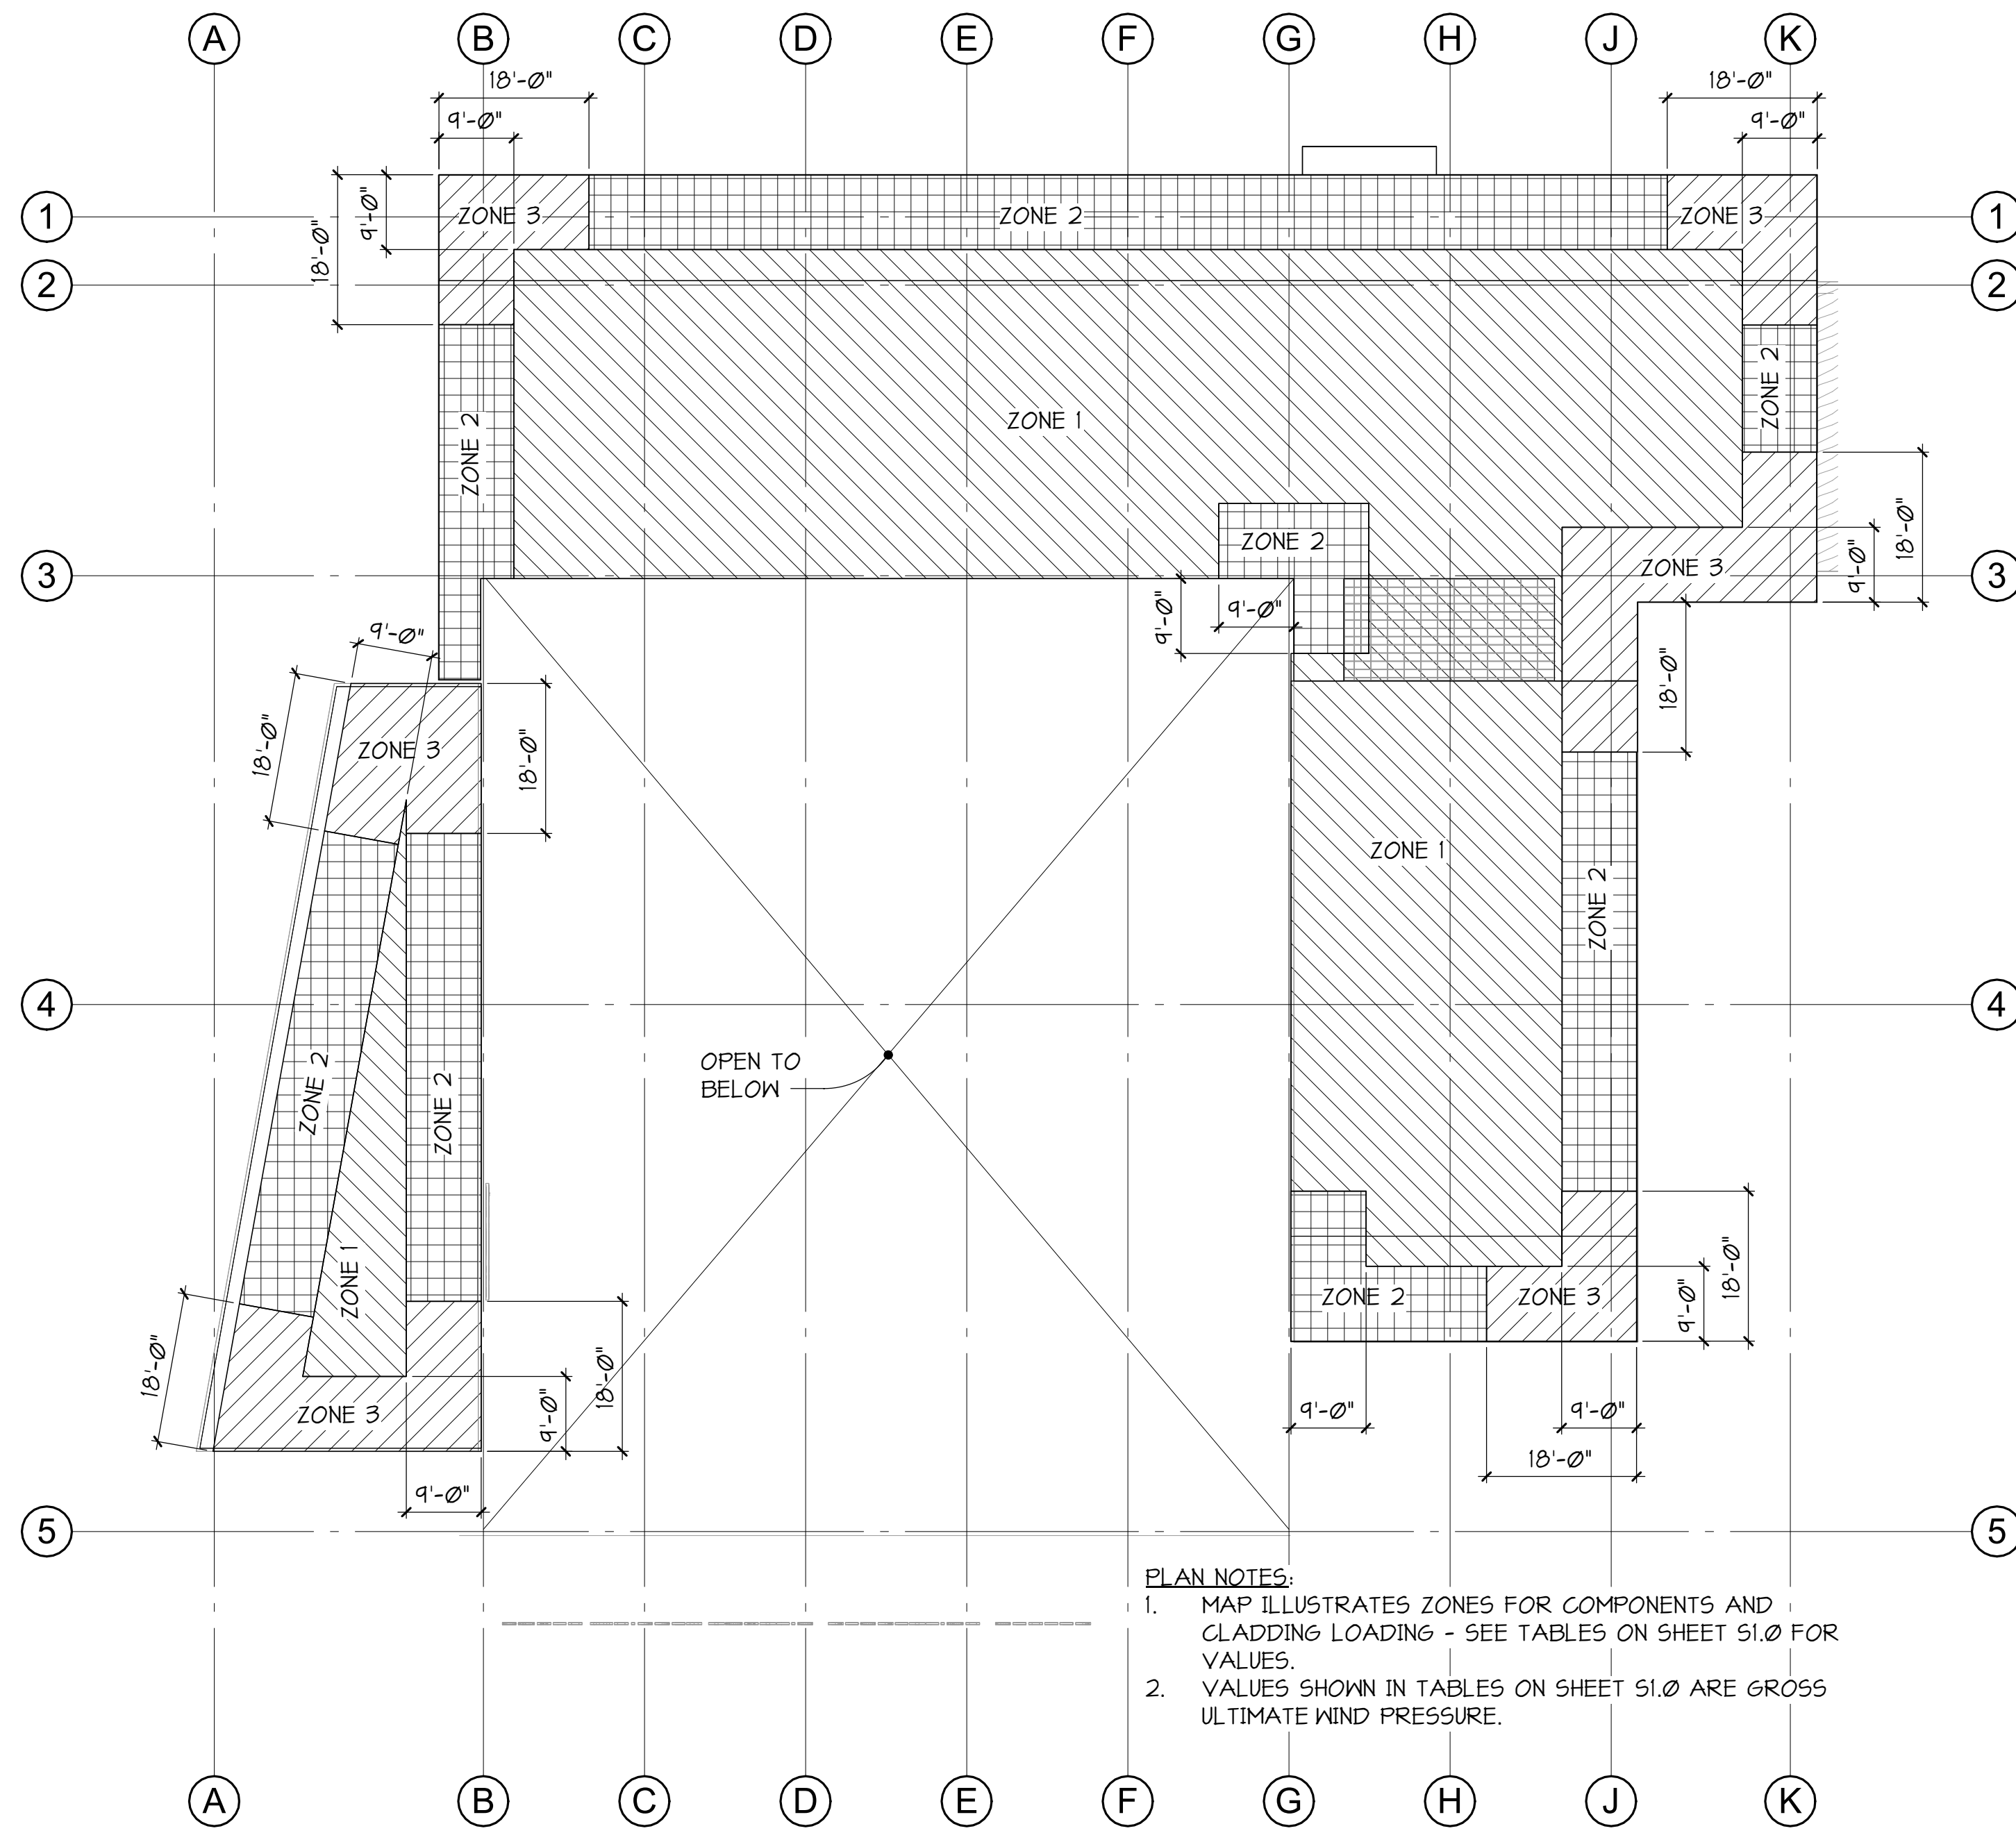 A B C D E F G H J K
18'-0" 18'-0"
9'-0" 9'-0"
18'-0" 9'-0"
1 ZONE 3 ZONE 2 ZONE 3 1
2 2
ZONE 2
ZONE 1
ZONE 2
18'-0"
9'-0"
ZONE 2
3 ZONE 3 3
9'-0" 9'-0"
9'-0"
18'-0"
18'-0"
ZONE 3
18'-0"
ZONE 1
ZONE 2
4 4
OPEN TO
BELOW
ZONE 2
ZONE 2
ZONE 1
18'-0"
9'-0"
ZONE 2 ZONE 3
18'-0"
18'-0"
9'-0"
ZONE 3
9'-0" 9'-0"
18'-0"
9'-0"
5 5
PLAN NOTES:
1. MAP ILLUSTRATES ZONES FOR COMPONENTS AND
CLADDING LOADING - SEE TABLES ON SHEET S1.0 FOR
VALUES.
2. VALUES SHOWN IN TABLES ON SHEET S1.0 ARE GROSS
ULTIMATE WIND PRESSURE.
A B C D E F G H J K